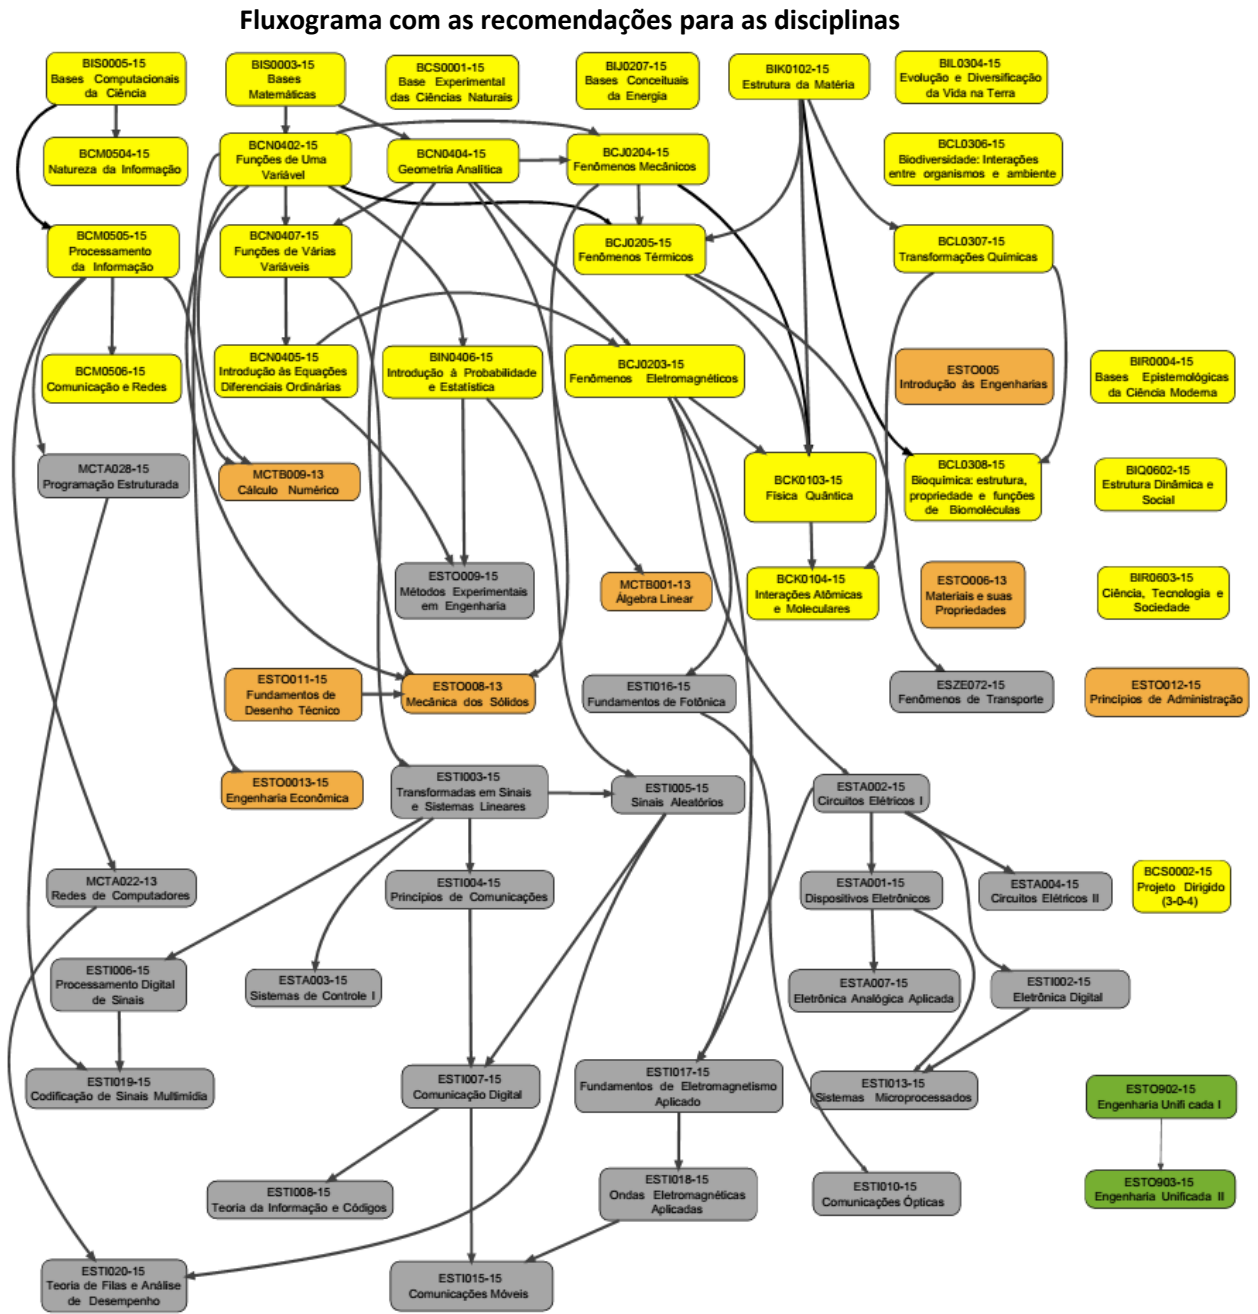 Fluxograma com as recomendações para as disciplinas
BIS0005-15
Bases Computacionais
da Ciência
BIS0003-15
Bases
Matemáticas
BCS0001-15
Base Experimental
das Ciências Naturais
BIJ0207-15
Bases Conceituais
da Energia
BIK0102-15
Estrutura da Matéria
BIL0304-15
Evolução e Diversificação
da Vida na Terra
BCM0504-15
Natureza da Informação
BCN0402-15
Funções de Uma
Variável
BCN0404-15
Geometria Analítica
BCJ0204-15
Fenômenos Mecânicos
BCL0306-15
Biodiversidade: Interações
entre organismos e ambiente
BCM0505-15
Processamento
da Informação
BCN0407-15
Funções de Várias
Variáveis
BCJ0205-15
Fenômenos Térmicos
BCL0307-15
Transformações Químicas
BCM0506-15
Comunicação e Redes
BCN0405-15
Introdução às Equações
Diferenciais Ordinárias
BIN0406-15
Introdução à Probabilidade
e Estatística
BCJ0203-15
Fenômenos Eletromagnéticos
ESTO005
Introdução às Engenharias
BIR0004-15
Bases Epistemológicas
da Ciência Moderna
MCTA028-15
Programação Estruturada
MCTB009-13
Cálculo Numérico
BCK0103-15
Física Quântica
BCL0308-15
Bioquímica: estrutura,
propriedade e funções
de Biomoléculas
BIQ0602-15
Estrutura Dinâmica e
Social
ESTO009-15
Métodos Experimentais
em Engenharia
MCTB001-13
Álgebra Linear
BCK0104-15
Interações Atômicas
e Moleculares
ESTO006-13
Materiais e suas
Propriedades
BIR0603-15
Ciência, Tecnologia e
Sociedade
ESTO011-15
Fundamentos de
Desenho Técnico
ESTO008-13
Mecânica dos Sólidos
ESTI016-15
Fundamentos de Fotônica
ESZE072-15
Fenômenos de Transporte
ESTO012-15
Princípios de Administração
ESTO0013-15
Engenharia Econômica
ESTI003-15
Transformadas em Sinais
e Sistemas Lineares
ESTI005-15
Sinais Aleatórios
ESTA002-15
Circuitos Elétricos I
MCTA022-13
Redes de Computadores
ESTI004-15
Princípios de Comunicações
ESTA001-15
Dispositivos Eletrônicos
ESTA004-15
Circuitos Elétricos II
BCS0002-15
Projeto Dirigido
(3-0-4)
ESTI006-15
Processamento Digital
de Sinais
ESTA003-15
Sistemas de Controle I
ESTA007-15
Eletrônica Analógica Aplicada
ESTI002-15
Eletrônica Digital
ESTI019-15
Codificação de Sinais Multimídia
ESTI007-15
Comunicação Digital
ESTI017-15
Fundamentos de Eletromagnetismo
Aplicado
ESTI013-15
Sistemas Microprocessados
ESTO902-15
Engenharia Unifi cada I
ESTI008-15
Teoria da Informação e Códigos
ESTI018-15
Ondas Eletromagnéticas
Aplicadas
ESTI010-15
Comunicações Ópticas
ESTO903-15
Engenharia Unificada II
ESTI020-15
Teoria de Filas e Análise
de Desempenho
ESTI015-15
Comunicações Móveis